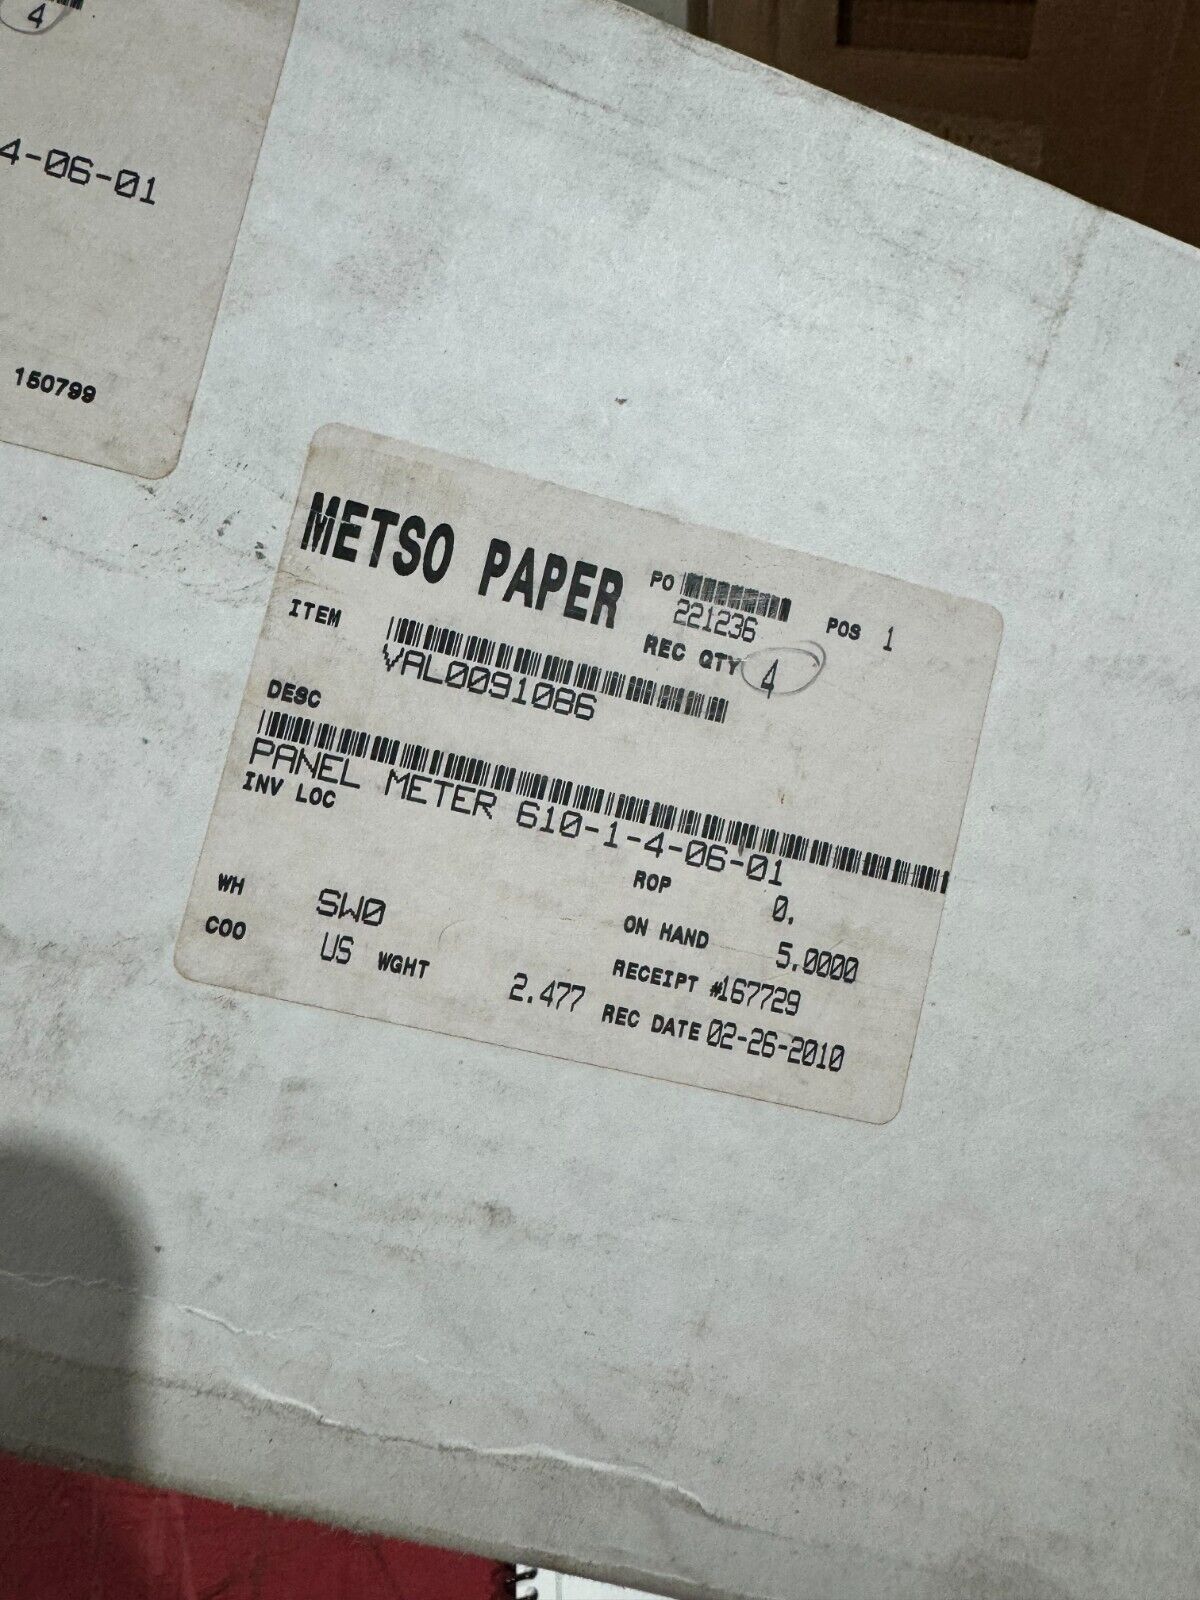 4
4-06-01
150799
METSO PAPER
PO 221236 POS 1
REC QTY 4
ITEM VAL0091086
DESC
PANEL METER 610-1-4-06-01
INV LOC
ROP 0.
WH SW0 ON HAND 5.0000
COO US WGHT 2.477
RECEIPT #167729
REC DATE 02-26-2010